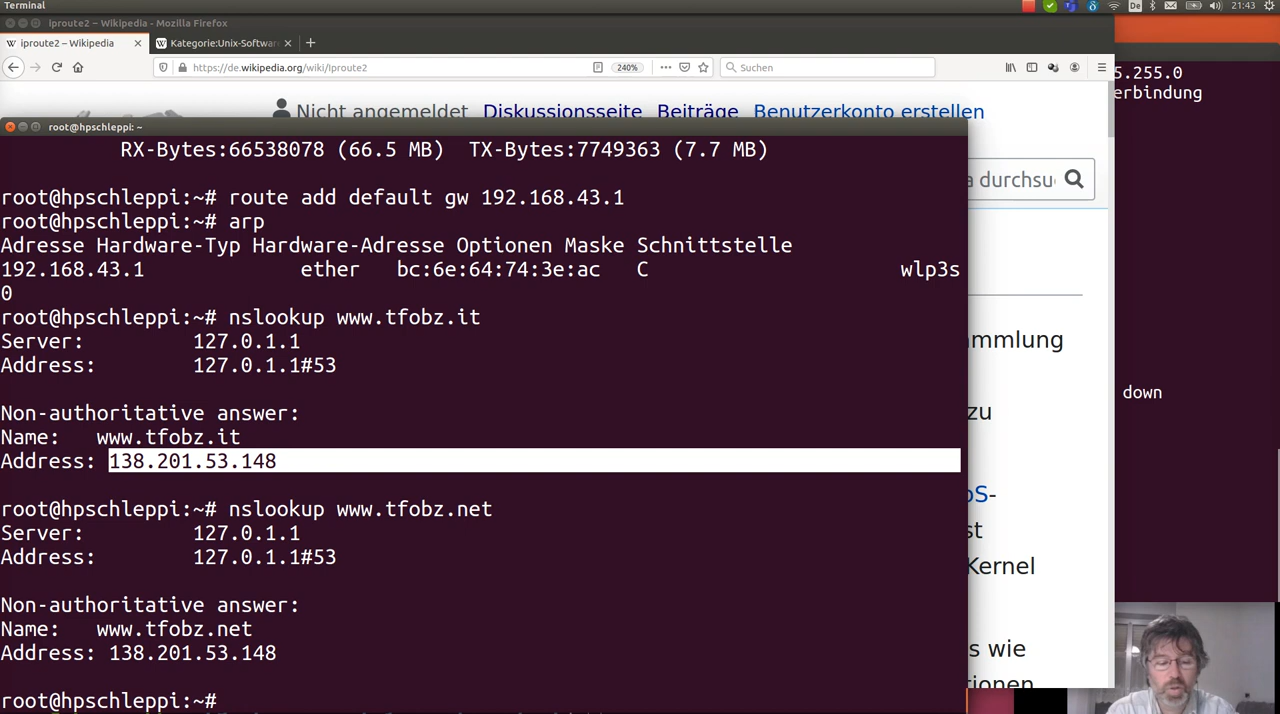 Terminal
De
21:43
iproute2 – Wikipedia - Mozilla Firefox
iproute2 – Wikipedia
Kategorie:Unix-Softwar
https://de.wikipedia.org/wiki/Iproute2
240%
Suchen
5.255.0
erbindung
Nicht angemeldet Diskussionsseite Beiträge Benutzerkonto erstellen
root@hpschleppi: ~
RX-Bytes:66538078 (66.5 MB) TX-Bytes:7749363 (7.7 MB)
a durchsu
root@hpschleppi:~# route add default gw 192.168.43.1
root@hpschleppi:~# arp
Adresse Hardware-Typ Hardware-Adresse Optionen Maske Schnittstelle
192.168.43.1 ether bc:6e:64:74:3e:ac C wlp3s
0
root@hpschleppi:~# nslookup www.tfobz.it
Server: 127.0.1.1
Address: 127.0.1.1#53
mmlung
down
zu
Non-authoritative answer:
Name: www.tfobz.it
Address: 138.201.53.148
S-
root@hpschleppi:~# nslookup www.tfobz.net
Server: 127.0.1.1
Address: 127.0.1.1#53
st
Kernel
Non-authoritative answer:
Name: www.tfobz.net
Address: 138.201.53.148
s wie
tionen
root@hpschleppi:~#